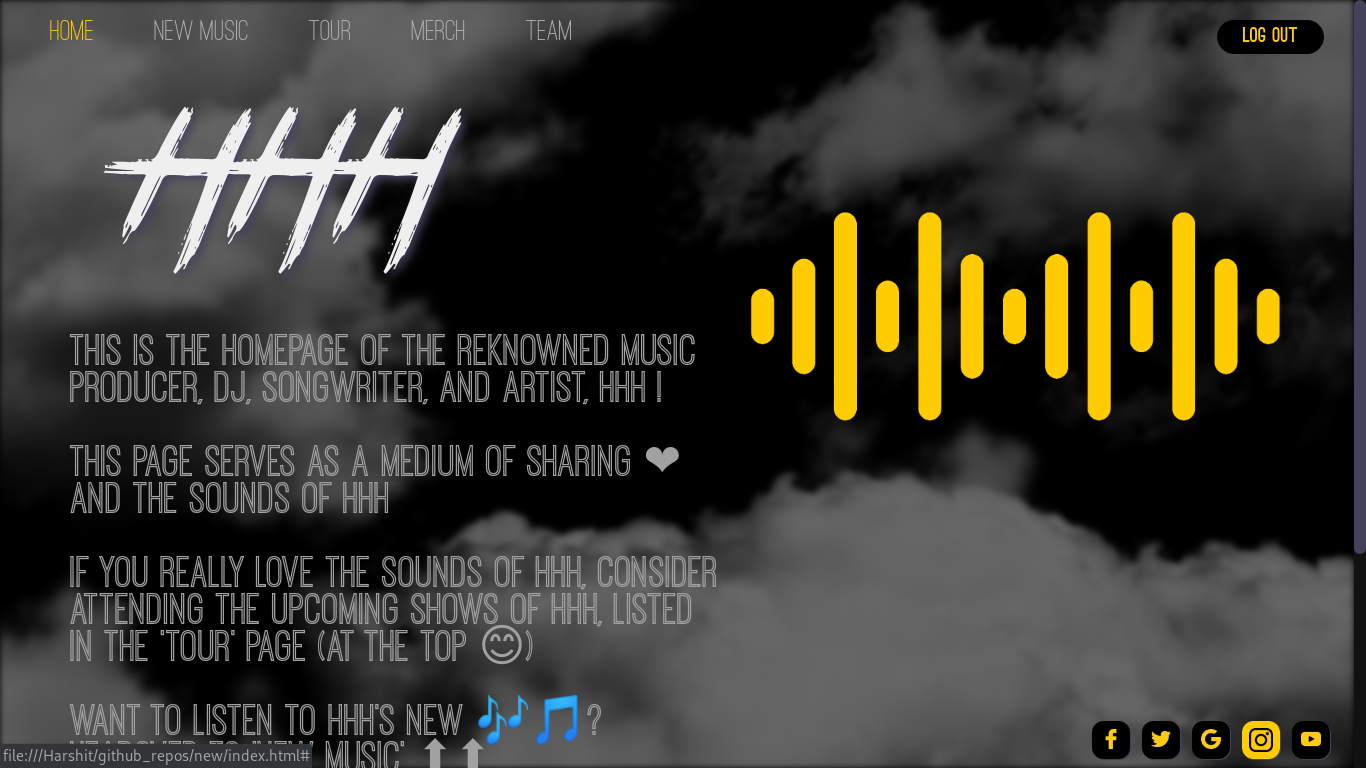 HOME NEW MUSIC TOUR MERCH TEAM LOG OUT
HHH
THIS IS THE HOMEPAGE OF THE REKNOWNED MUSIC
PRODUCER, DJ, SONGWRITER, AND ARTIST, HHH !
THIS PAGE SERVES AS A MEDIUM OF SHARING ❤
AND THE SOUNDS OF HHH
IF YOU REALLY LOVE THE SOUNDS OF HHH, CONSIDER
ATTENDING THE UPCOMING SHOWS OF HHH, LISTED
IN THE 'TOUR' PAGE (AT THE TOP 😊)
WANT TO LISTEN TO HHH'S NEW 🎶🎵?
MUSIC' ⬆⬆
file:///Harshit/github_repos/new/index.html#